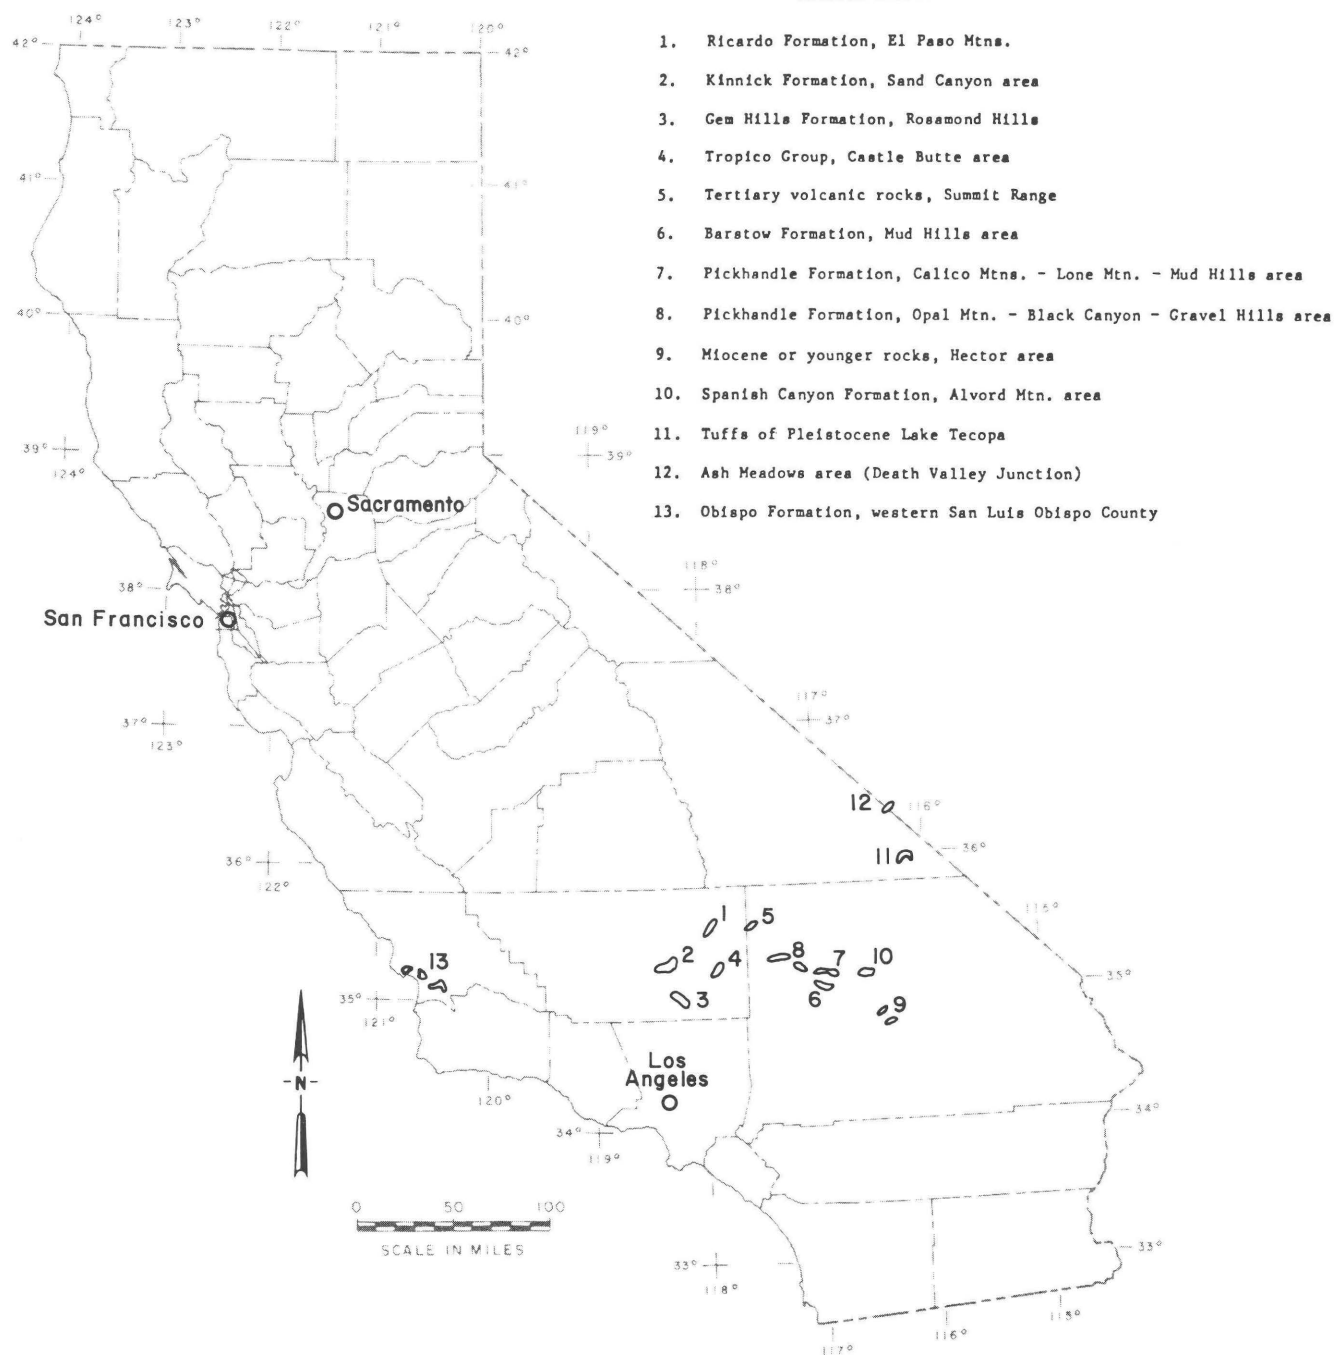 124° 123° 122° 121° 120°
42° 42°
1. Ricardo Formation, El Paso Mtns.
2. Kinnick Formation, Sand Canyon area
3. Gem Hills Formation, Rosamond Hills
4. Tropico Group, Castle Butte area
5. Tertiary volcanic rocks, Summit Range
6. Barstow Formation, Mud Hills area
7. Pickhandle Formation, Calico Mtns. - Lone Mtn. - Mud Hills area
8. Pickhandle Formation, Opal Mtn. - Black Canyon - Gravel Hills area
9. Miocene or younger rocks, Hector area
10. Spanish Canyon Formation, Alvord Mtn. area
11. Tuffs of Pleistocene Lake Tecopa
12. Ash Meadows area (Death Valley Junction)
13. Obispo Formation, western San Luis Obispo County
41° 41°
40° 40°
119°
39° 39°
124°
Sacramento
118°
38° 38°
San Francisco
117°
37° 37°
123°
12 116°
11 36°
36°
122°
115°
1 5
13 2 4 8 7 10 35°
35° 3 6 9
121°
Los
Angeles
-N-
120°
34°
34°
119°
0 50 100
SCALE IN MILES
33°
33°
118°
115°
116°
117°